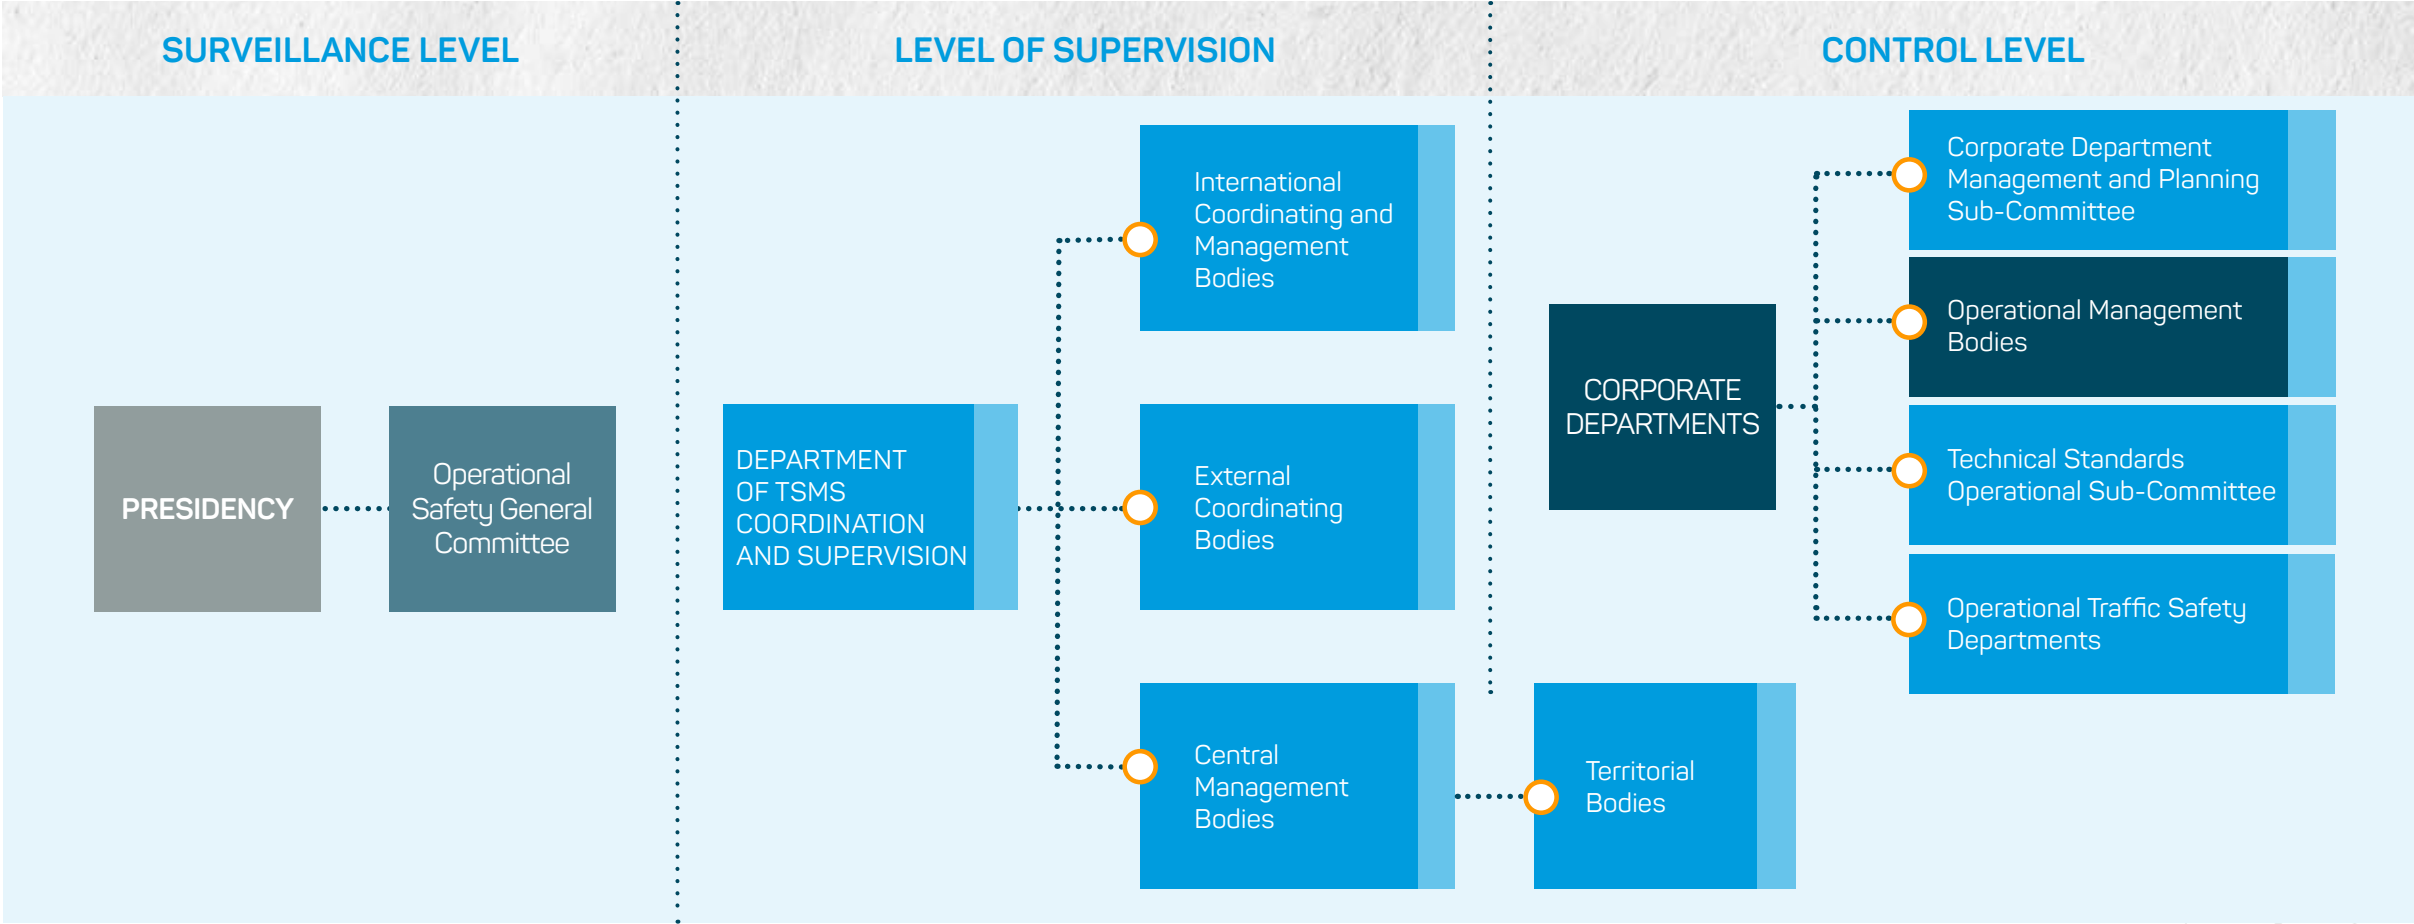 SURVEILLANCE LEVEL
LEVEL OF SUPERVISION
CONTROL LEVEL
PRESIDENCY
Operational
Safety General
Committee
DEPARTMENT
OF TSMS
COORDINATION
AND SUPERVISION
International
Coordinating and
Management
Bodies
External
Coordinating
Bodies
Central
Management
Bodies
Territorial
Bodies
CORPORATE
DEPARTMENTS
Corporate Department
Management and Planning
Sub-Committee
Operational Management
Bodies
Technical Standards
Operational Sub-Committee
Operational Traffic Safety
Departments